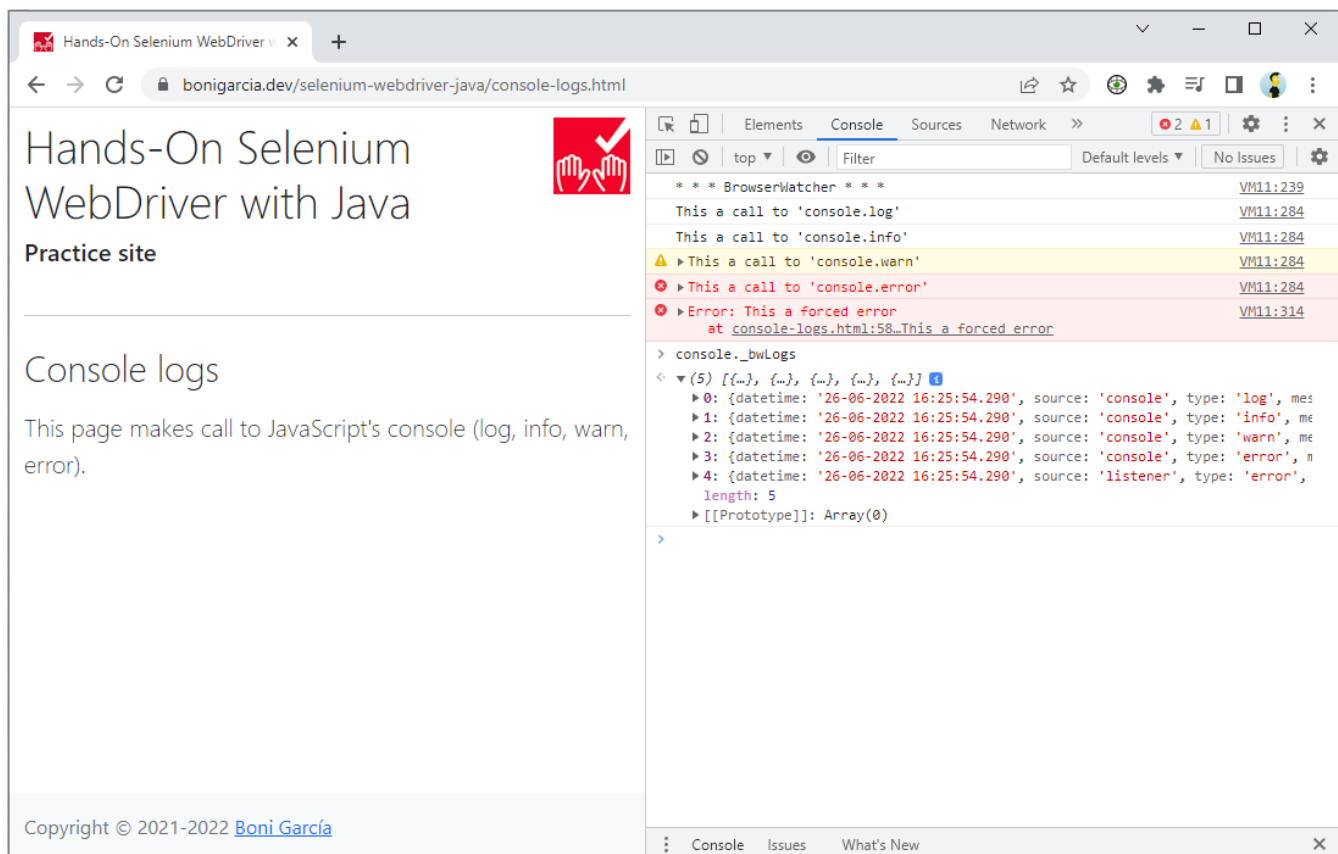 Hands-On Selenium WebDriver w
bonigarcia.dev/selenium-webdriver-java/console-logs.html
Hands-On Selenium
WebDriver with Java
Practice site
Console logs
This page makes call to JavaScript's console (log, info, warn,
error).
Copyright © 2021-2022 Boni García
Elements Console Sources Network » 2 1
top ▼ Filter Default levels ▼ No Issues
* * * BrowserWatcher * * * VM11:239
This a call to 'console.log' VM11:284
This a call to 'console.info' VM11:284
▶This a call to 'console.warn' VM11:284
▶This a call to 'console.error' VM11:284
▶Error: This a forced error VM11:314
at console-logs.html:58…This a forced error
> console._bwLogs
▼(5) [{…}, {…}, {…}, {…}, {…}] i
▶0: {datetime: '26-06-2022 16:25:54.290', source: 'console', type: 'log', mes
▶1: {datetime: '26-06-2022 16:25:54.290', source: 'console', type: 'info', me
▶2: {datetime: '26-06-2022 16:25:54.290', source: 'console', type: 'warn', me
▶3: {datetime: '26-06-2022 16:25:54.290', source: 'console', type: 'error', m
▶4: {datetime: '26-06-2022 16:25:54.290', source: 'listener', type: 'error',
length: 5
▶[[Prototype]]: Array(0)
>
Console Issues What's New